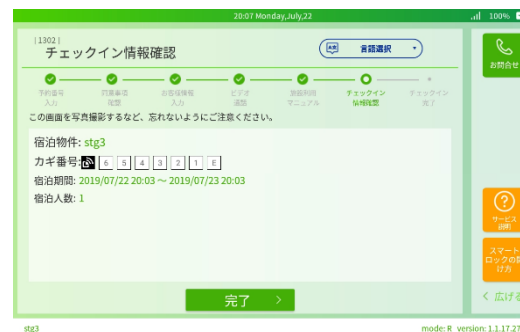 20:07 Monday,July,22
100%
|1302|
チェックイン情報確認
言語選択
お問合せ
予約番号
入力
同意事項
確認
お客様情報
入力
ビデオ
通話
施設利用
マニュアル
チェックイン
情報確認
チェックイン
完了
この画面を写真撮影するなど、忘れないようにご注意ください。
宿泊物件: stg3
カギ番号: 6 5 4 3 2 1 E
宿泊期間: 2019/07/22 20:03 ～ 2019/07/23 20:03
宿泊人数: 1
サービス
説明
スマート
ロックの開
け方
完了
広げる
stg3
mode: R version: 1.1.17.27